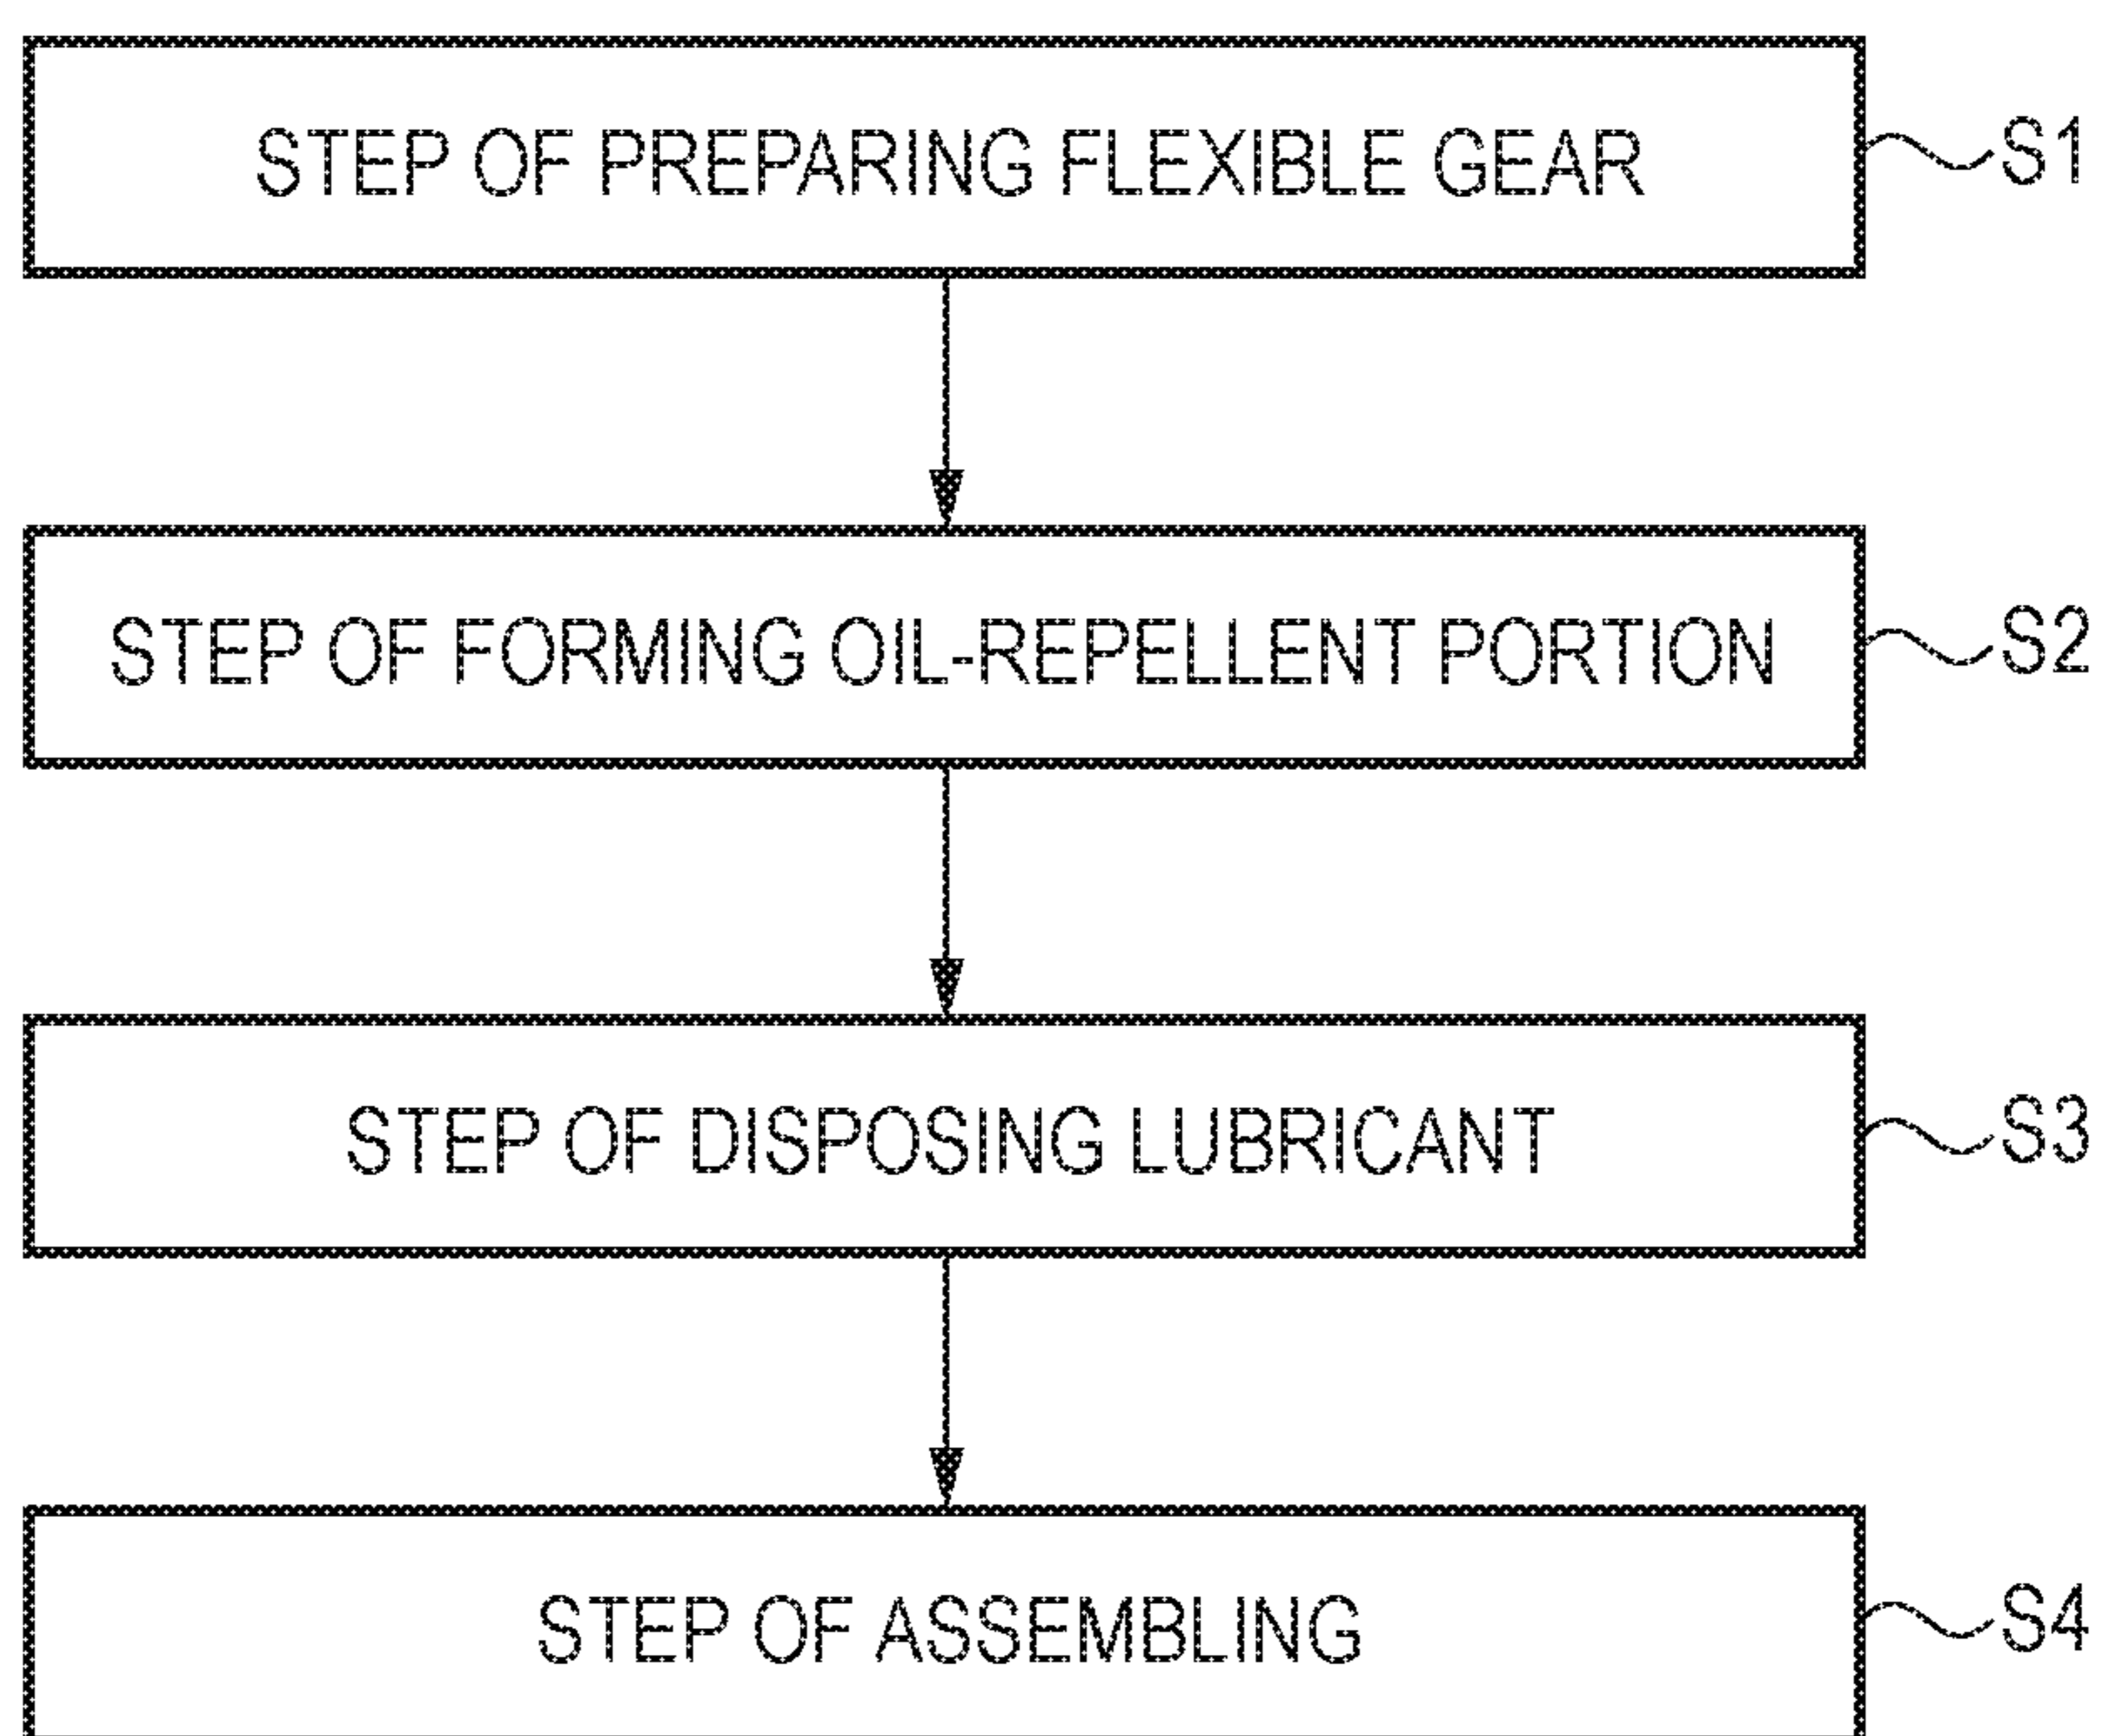 STEP OF PREPARING FLEXIBLE GEAR S1
STEP OF FORMING OIL-REPELLENT PORTION S2
STEP OF DISPOSING LUBRICANT S3
STEP OF ASSEMBLING S4